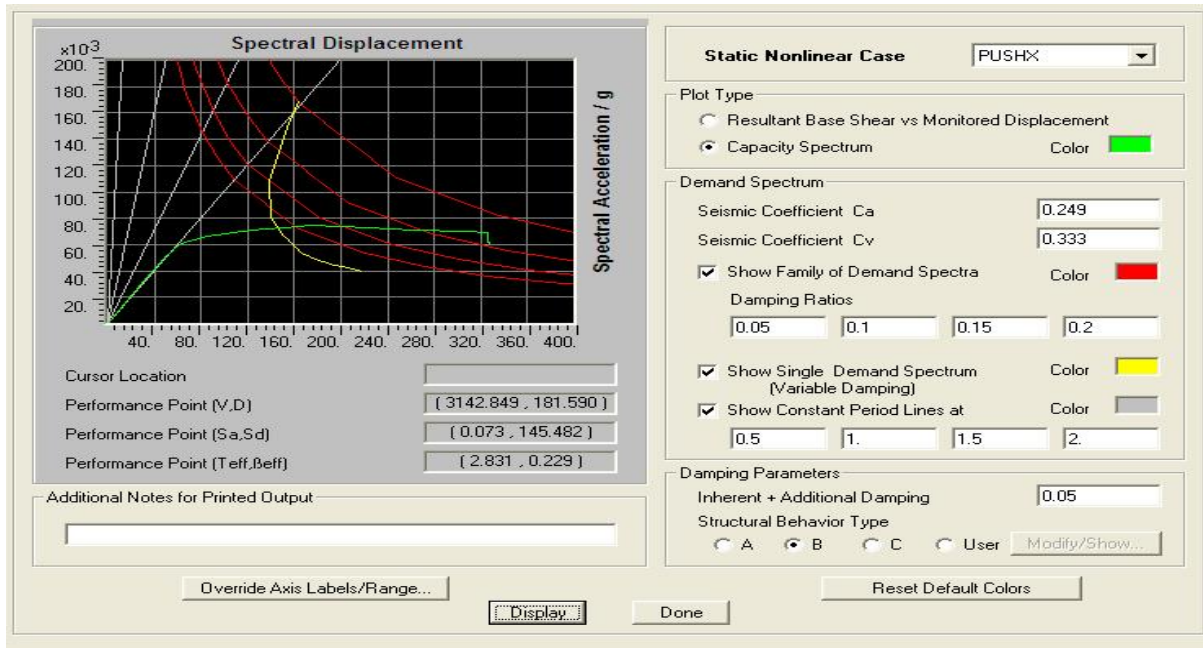 Spectral Displacement
x10-3
200.
180.
160.
140.
120.
100.
80.
60.
40.
20.
Spectral Acceleration / g
40. 80. 120. 160. 200. 240. 280. 320. 360. 400.
Cursor Location
Performance Point (V,D) ( 3142.849 , 181.590 )
Performance Point (Sa,Sd) ( 0.073 , 145.482 )
Performance Point (Teff,βeff) ( 2.831 , 0.229 )
Additional Notes for Printed Output
Override Axis Labels/Range...
Static Nonlinear Case PUSHX
Plot Type
Resultant Base Shear vs Monitored Displacement
Capacity Spectrum Color
Demand Spectrum
Seismic Coefficient Ca 0.249
Seismic Coefficient Cv 0.333
Show Family of Demand Spectra Color
Damping Ratios
0.05 0.1 0.15 0.2
Show Single Demand Spectrum Color
(Variable Damping)
Show Constant Period Lines at Color
0.5 1. 1.5 2.
Damping Parameters
Inherent + Additional Damping 0.05
Structural Behavior Type
A B C User Modify/Show...
Reset Default Colors
Display Done